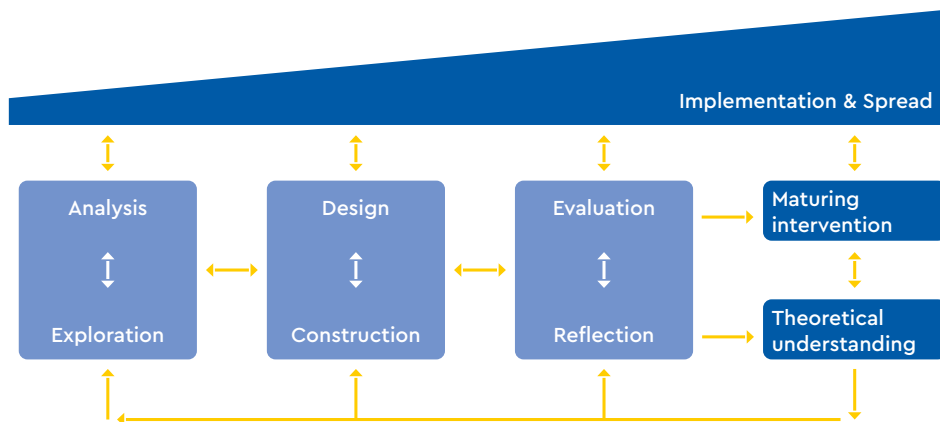 Implementation & Spread
Analysis
Exploration
Design
Construction
Evaluation
Reflection
Maturing
intervention
Theoretical
understanding